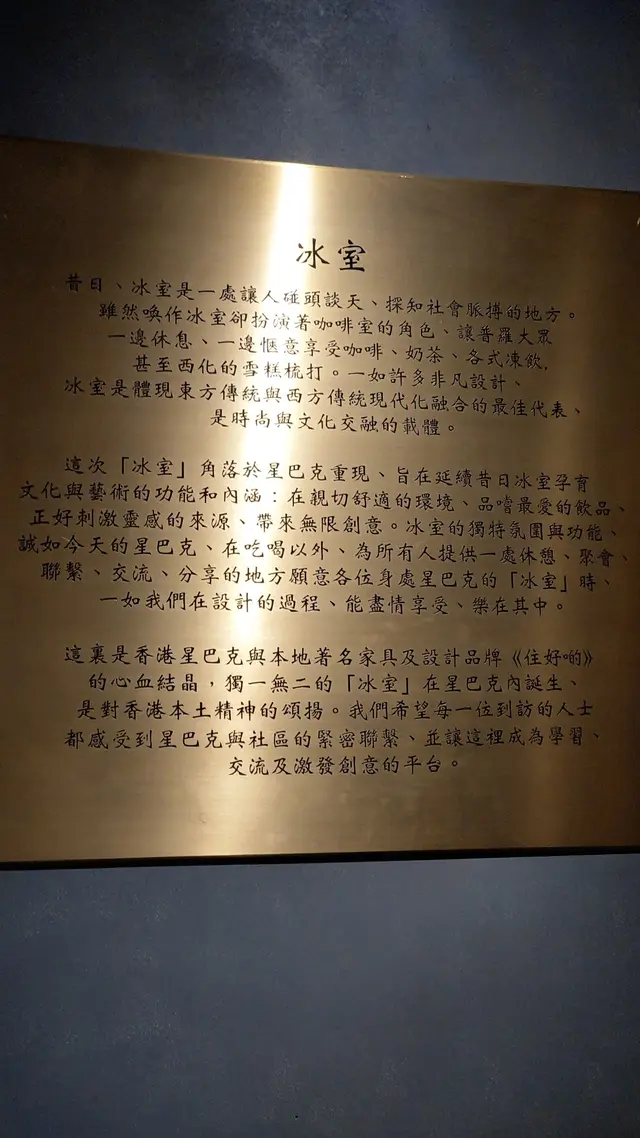 冰室
昔日、冰室是一處讓人碰頭談天、探知社會脈搏的地方。
雖然喚作冰室卻扮演著咖啡室的角色、讓普羅大眾
一邊休息、一邊愜意享受咖啡、奶茶、各式凍飲,
甚至西化的雪糕梳打。一如許多非凡設計、
冰室是體現東方傳統與西方傳統現代化融合的最佳代表、
是時尚與文化交融的載體。
這次「冰室」角落於星巴克重現、旨在延續昔日冰室孕育
文化與藝術的功能和內涵：在親切舒適的環境、品嚐最愛的飲品、
正好刺激靈感的來源、帶來無限創意。冰室的獨特氛圍與功能、
誠如今天的星巴克、在吃喝以外、為所有人提供一處休憩、聚會、
聯繫、交流、分享的地方願意各位身處星巴克的「冰室」時、
一如我們在設計的過程、能盡情享受、樂在其中。
這裏是香港星巴克與本地著名家具及設計品牌《住好啲》
的心血結晶，獨一無二的「冰室」在星巴克內誕生、
是對香港本土精神的頌揚。我們希望每一位到訪的人士
都感受到星巴克與社區的緊密聯繫、並讓這裡成為學習、
交流及激發創意的平台。